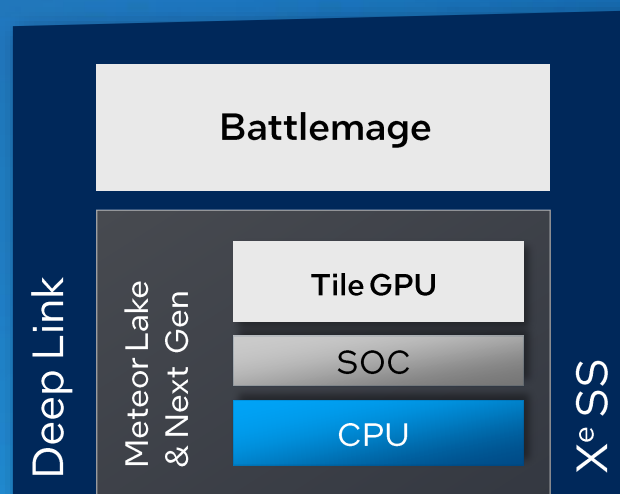 Battlemage
Deep Link
Meteor Lake
& Next Gen
Tile GPU
SOC
CPU
Xe SS